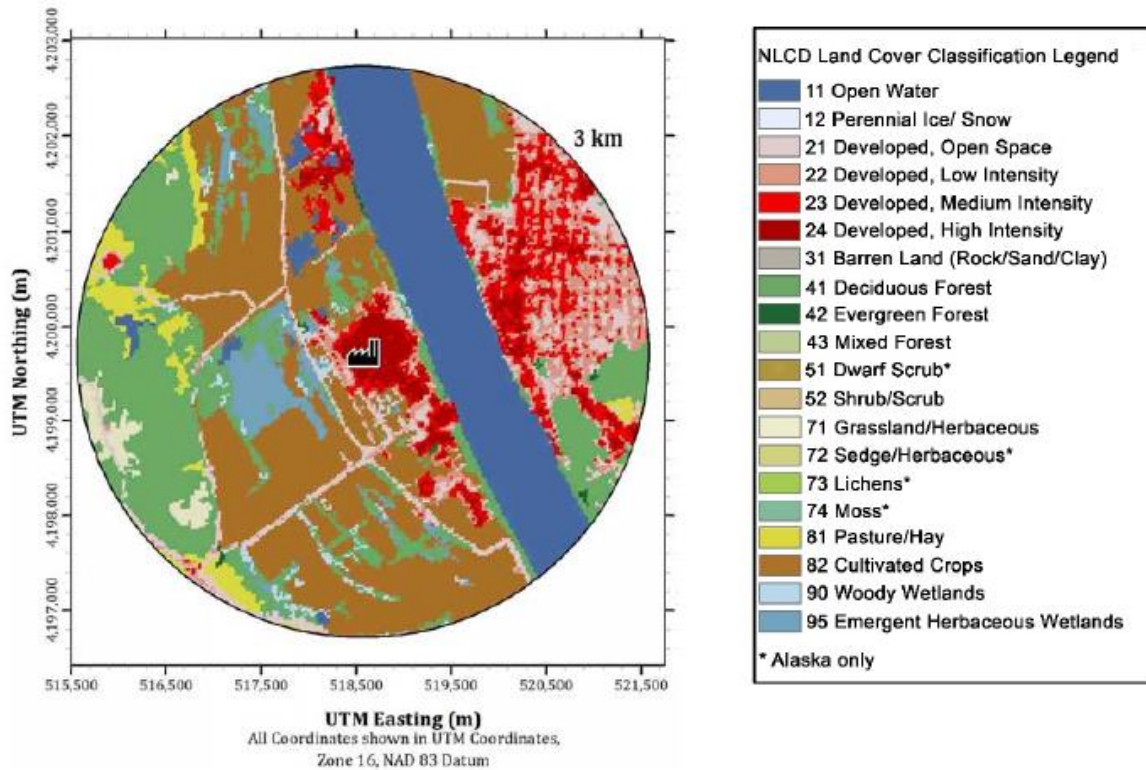 4,203,000
4,202,000
4,201,000
4,200,000
4,199,000
4,198,000
4,197,000
UTM Northing (m)
3 km
515,500
516,500
517,500
518,500
519,500
520,500
521,500
UTM Easting (m)
All Coordinates shown in UTM Coordinates,
Zone 16, NAD 83 Datum
NLCD Land Cover Classification Legend
11 Open Water
12 Perennial Ice/ Snow
21 Developed, Open Space
22 Developed, Low Intensity
23 Developed, Medium Intensity
24 Developed, High Intensity
31 Barren Land (Rock/Sand/Clay)
41 Deciduous Forest
42 Evergreen Forest
43 Mixed Forest
51 Dwarf Scrub*
52 Shrub/Scrub
71 Grassland/Herbaceous
72 Sedge/Herbaceous*
73 Lichens*
74 Moss*
81 Pasture/Hay
82 Cultivated Crops
90 Woody Wetlands
95 Emergent Herbaceous Wetlands
* Alaska only